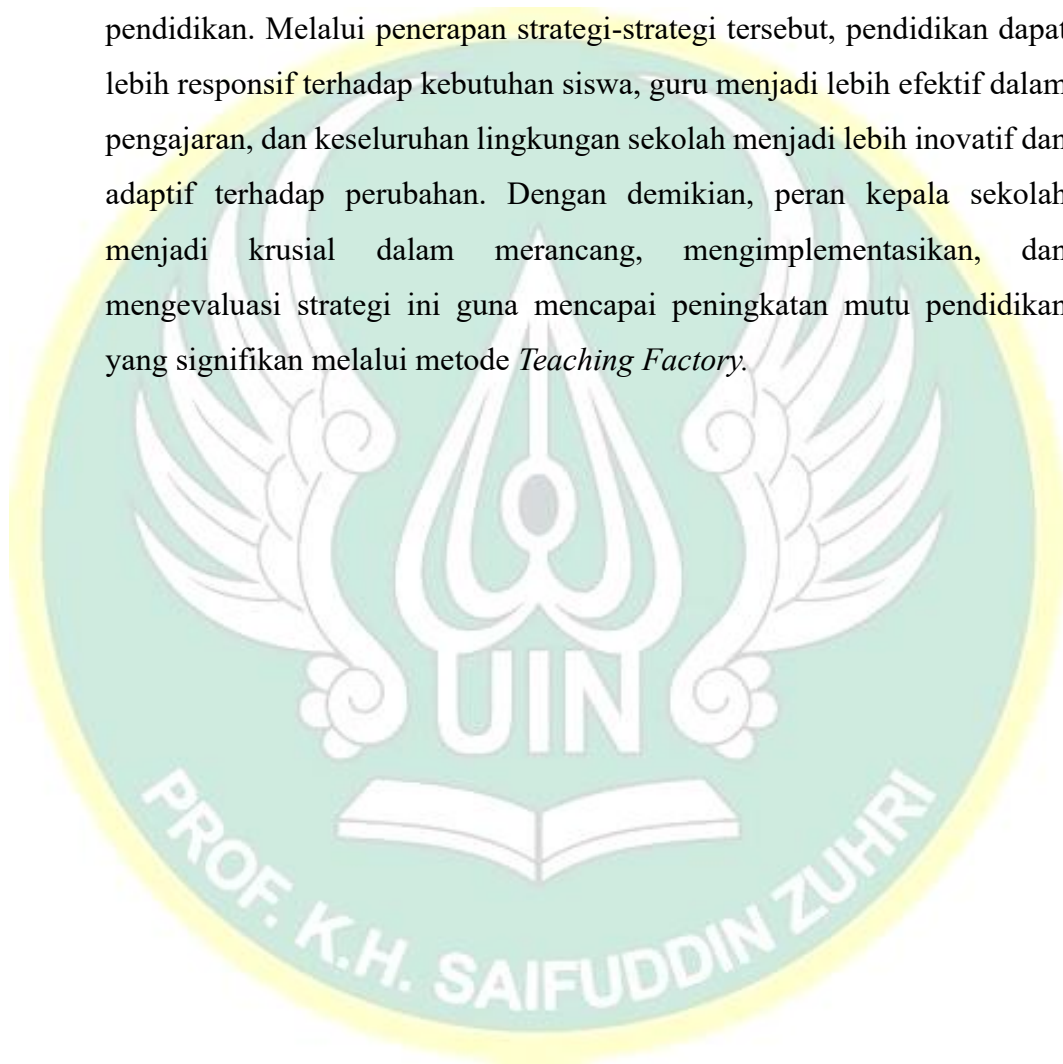 pendidikan. Melalui penerapan strategi-strategi tersebut, pendidikan dapat
lebih responsif terhadap kebutuhan siswa, guru menjadi lebih efektif dalam
pengajaran, dan keseluruhan lingkungan sekolah menjadi lebih inovatif dan
adaptif terhadap perubahan. Dengan demikian, peran kepala sekolah
menjadi krusial dalam merancang, mengimplementasikan, dan
mengevaluasi strategi ini guna mencapai peningkatan mutu pendidikan
yang signifikan melalui metode Teaching Factory.
UIN
PROF. K.H. SAIFUDDIN ZUHRI